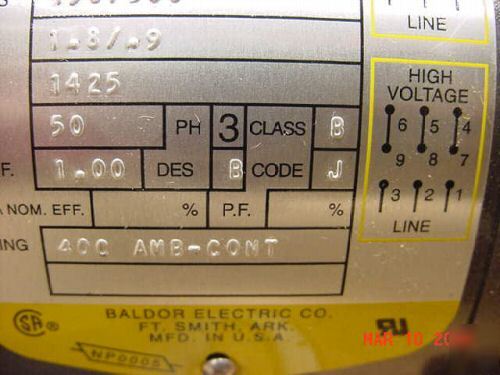 LINE
1.8/.9
HIGH
VOLTAGE
1425
6 5 4
50 PH 3 CLASS B
9 8 7
F. 1.00 DES B CODE J
3 2 1
A NOM. EFF. % P.F. %
LINE
ING 40C AMB-CONT
BALDOR ELECTRIC CO.
FT. SMITH, ARK.
MFD. IN U.S.A.
NP0005
MAR 10